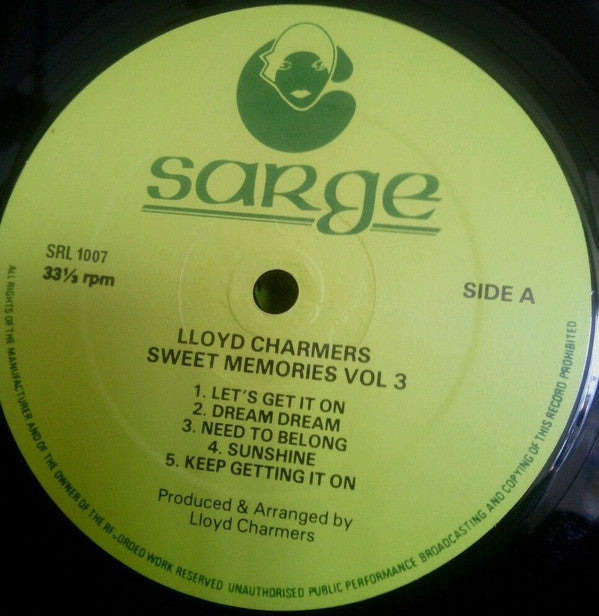 sarge
SRL 1007
33⅓ rpm
SIDE A
LLOYD CHARMERS
SWEET MEMORIES VOL 3
1. LET'S GET IT ON
2. DREAM DREAM
3. NEED TO BELONG
4. SUNSHINE
5. KEEP GETTING IT ON
Produced & Arranged by
Lloyd Charmers
ALL RIGHTS OF THE MANUFACTURER AND OF THE OWNER OF THE RECORDED WORK RESERVED UNAUTHORISED PUBLIC PERFORMANCE BROADCASTING AND COPYING OF THIS RECORD PROHIBITED